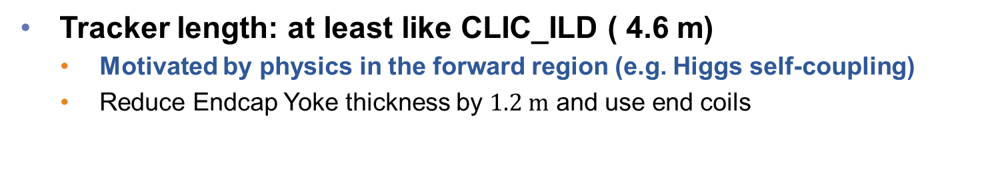 • Tracker length: at least like CLIC_ILD ( 4.6 m)
• Motivated by physics in the forward region (e.g. Higgs self-coupling)
• Reduce Endcap Yoke thickness by 1.2 m and use end coils